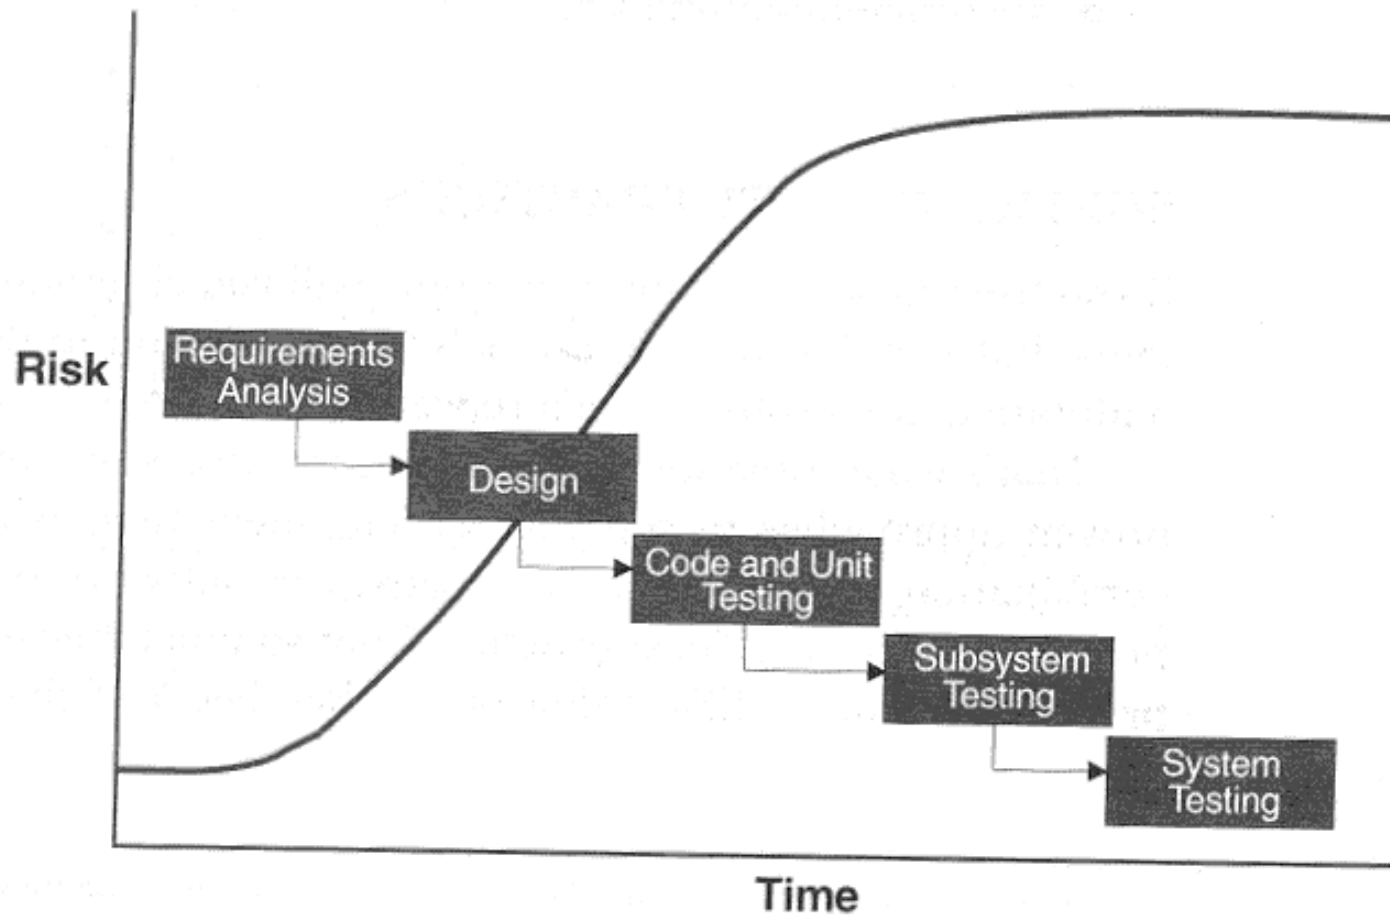 Risk
Requirements
Analysis
Design
Code and Unit
Testing
Subsystem
Testing
System
Testing
Time